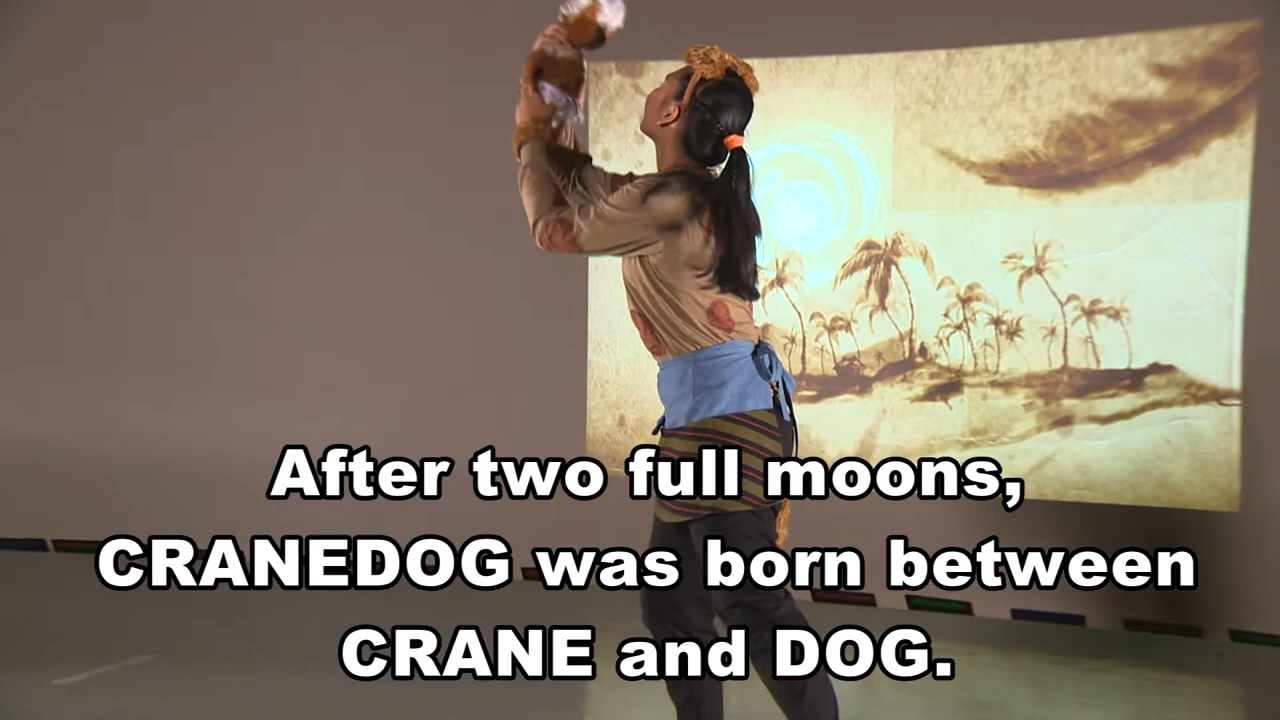 After two full moons,
CRANEDOG was born between
CRANE and DOG.